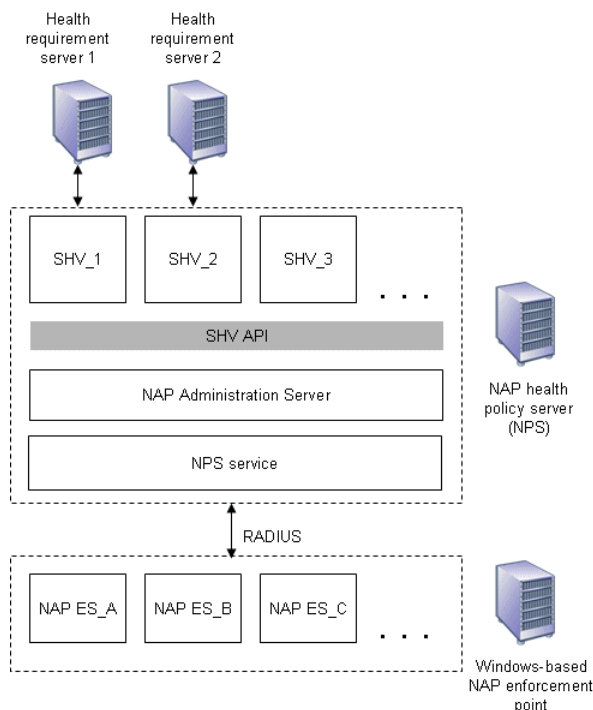 Health
requirement
server 1
Health
requirement
server 2
SHV_1
SHV_2
SHV_3
. . .
SHV API
NAP Administration Server
NPS service
NAP health
policy server
(NPS)
RADIUS
NAP ES_A
NAP ES_B
NAP ES_C
. . .
Windows-based
NAP enforcement
point